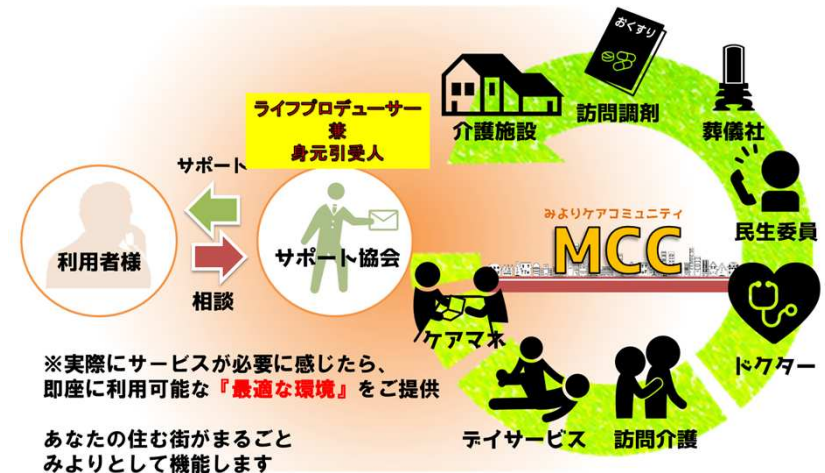 ライフプロデューサー
兼
身元引受人
サポート
利用者様
サポート協会
相談
※実際にサービスが必要に感じたら、
即座に利用可能な『最適な環境』をご提供
あなたの住む街がまるごと
みよりとして機能します
おくすり
介護施設
訪問調剤
葬儀社
民生委員
みよりケアコミュニティ
MCC
ケアマネ
ドクター
デイサービス
訪問介護